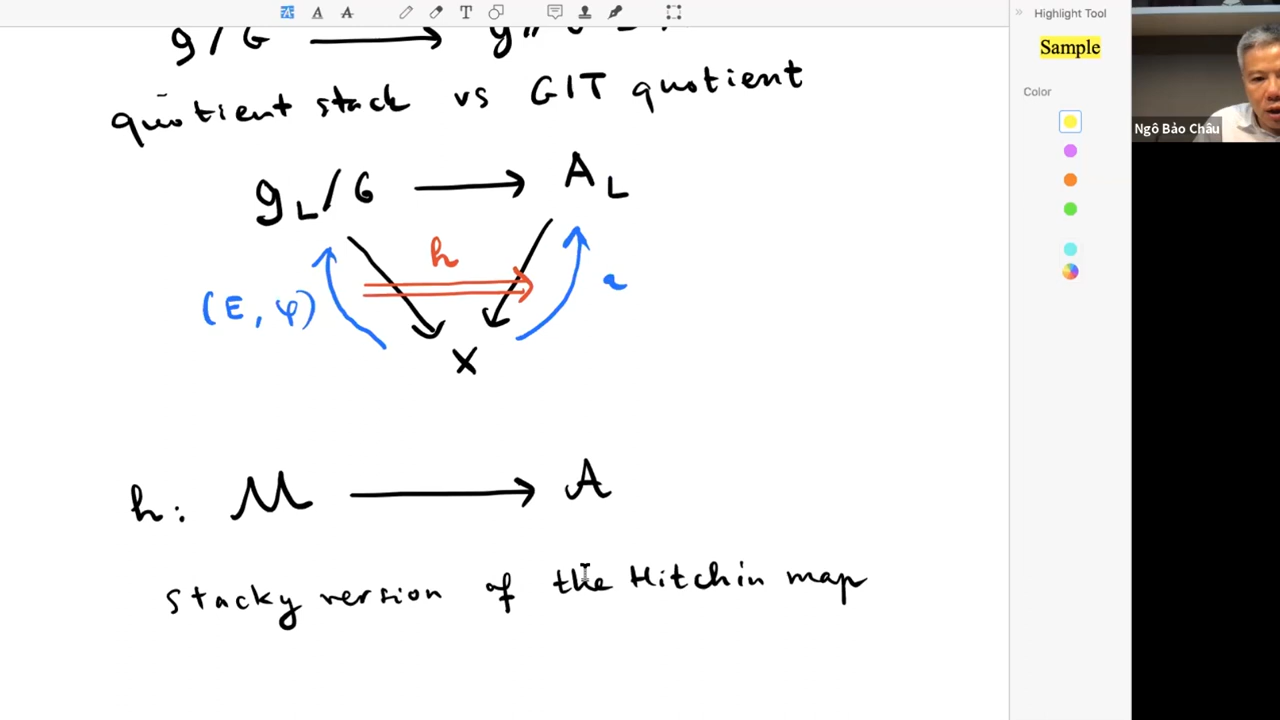 g/G → g//G
quotient stack vs GIT quotient
g_L/G → A_L
h
(E, φ)
a
X
h: M → A
stacky version of the Hitchin map
Highlight Tool
Sample
Color
Ngô Bảo Châu